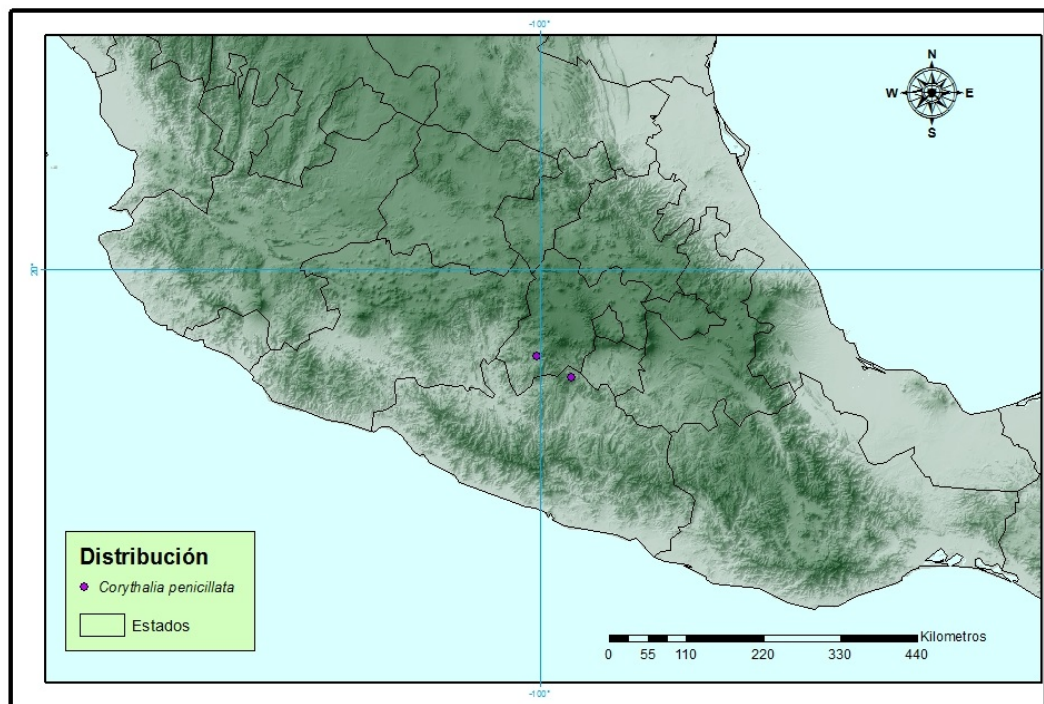 -100°
N
W E
S
20°
Distribución
Corythalia penicillata
Estados
Kilometros
0 55 110 220 330 440
-100°